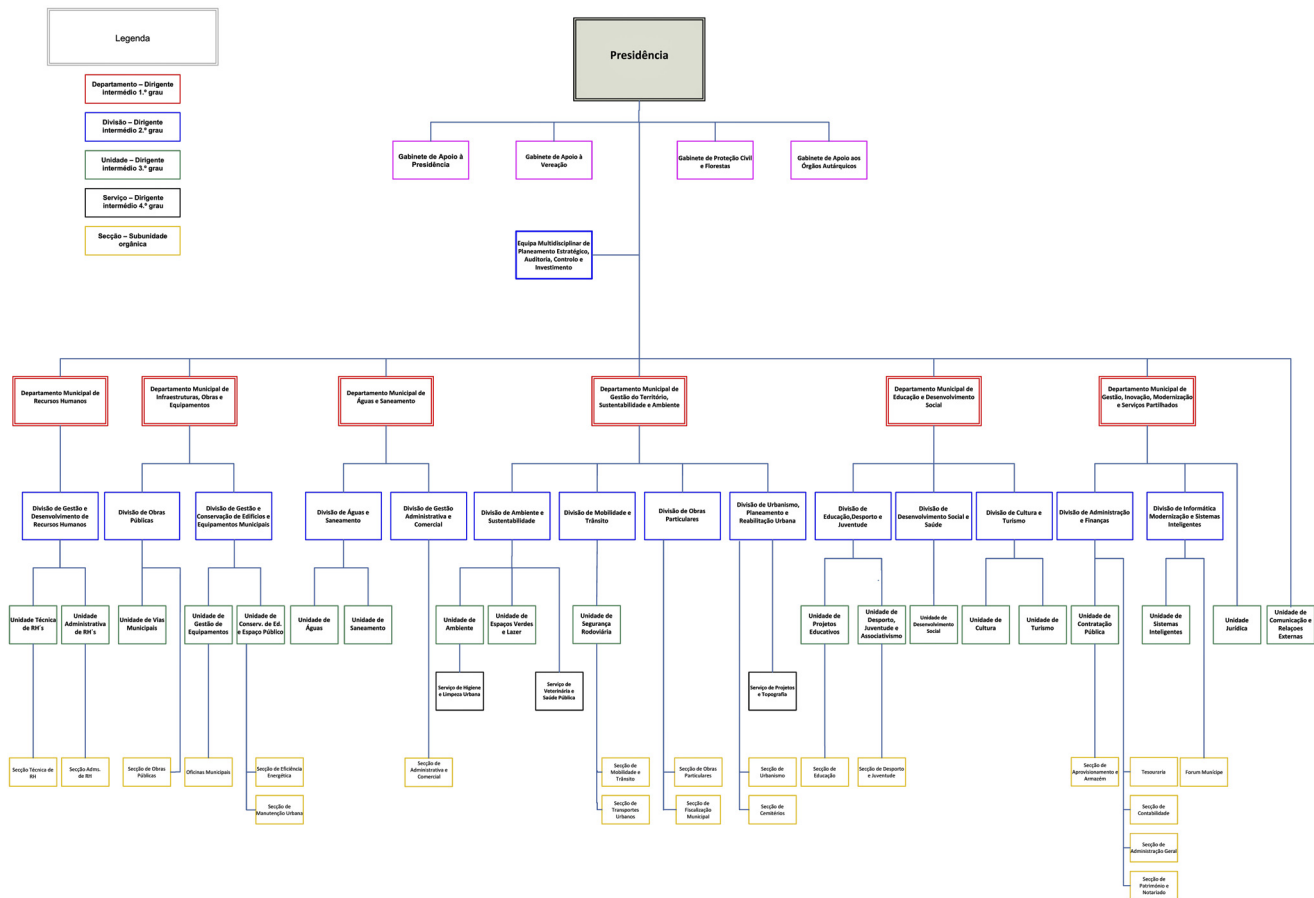 Legenda
Presidência
Departamento – Dirigente
intermédio 1.º grau
Divisão – Dirigente
intermédio 2.º grau
Unidade – Dirigente
intermédio 3.º grau
Serviço – Dirigente
intermédio 4.º grau
Secção – Subunidade
orgânica
Gabinete de Apoio à
Presidência
Gabinete de Apoio à
Vereação
Gabinete de Proteção Civil
e Florestas
Gabinete de Apoio aos
Órgãos Autárquicos
Equipa Multidisciplinar de
Planeamento Estratégico,
Auditoria, Controlo e
Investimento
Departamento Municipal de
Recursos Humanos
Departamento Municipal de
Infraestruturas, Obras e
Equipamentos
Departamento Municipal de
Águas e Saneamento
Departamento Municipal de
Gestão do Território,
Sustentabilidade e Ambiente
Departamento Municipal de
Educação e Desenvolvimento
Social
Departamento Municipal de
Gestão, Inovação, Modernização
e Serviços Partilhados
Divisão de Gestão e
Desenvolvimento de
Recursos Humanos
Divisão de Obras
Públicas
Divisão de Gestão e
Conservação de Edifícios e
Equipamentos Municipais
Divisão de Águas e
Saneamento
Divisão de Gestão
Administrativa e
Comercial
Divisão de Ambiente e
Sustentabilidade
Divisão de Mobilidade e
Trânsito
Divisão de Obras
Particulares
Divisão de Urbanismo,
Planeamento e
Reabilitação Urbana
Divisão de
Educação,Desporto e
Juventude
Divisão de
Desenvolvimento Social e
Saúde
Divisão de Cultura e
Turismo
Divisão de Administração
e Finanças
Divisão de Informática
Modernização e Sistemas
Inteligentes
Unidade Técnica
de RH´s
Unidade
Administrativa
de RH´s
Unidade de Vias
Municipais
Unidade de
Gestão de
Equipamentos
Unidade de
Conserv. de Ed.
e Espaço Público
Unidade de
Águas
Unidade de
Saneamento
Unidade de
Ambiente
Unidade de
Espaços Verdes
e Lazer
Unidade de
Segurança
Rodoviária
Unidade de
Projetos
Educativos
Unidade de
Desporto,
Juventude e
Associativismo
Unidade de
Desenvolvimento
Social
Unidade de
Cultura
Unidade de
Turismo
Unidade de
Contratação
Pública
Unidade de
Sistemas
Inteligentes
Unidade
Jurídica
Unidade de
Comunicação e
Relaçoes
Externas
Serviço de Higiene
e Limpeza Urbana
Serviço de
Veterinária e
Saúde Pública
Serviço de Projetos
e Topografia
Secção Técnica de
RH
Secção Adms.
de RH
Secção de Obras
Públicas
Oficinas Municipais
Secção de Eficiência
Energética
Secção de
Administrativa e
Comercial
Secção de
Mobilidade e
Trânsito
Secção de Obras
Particulares
Secção de
Urbanismo
Secção de
Educação
Secção de Desporto
e Juventude
Secção de
Aprovisionamento e
Armazém
Tesouraria
Forum Munícipe
Secção de
Manutenção Urbana
Secção de
Transportes
Urbanos
Secção de
Fiscalização
Municipal
Secção de
Cemitérios
Secção de
Contabilidade
Secção de
Administração Geral
Secção de
Património e
Notariado